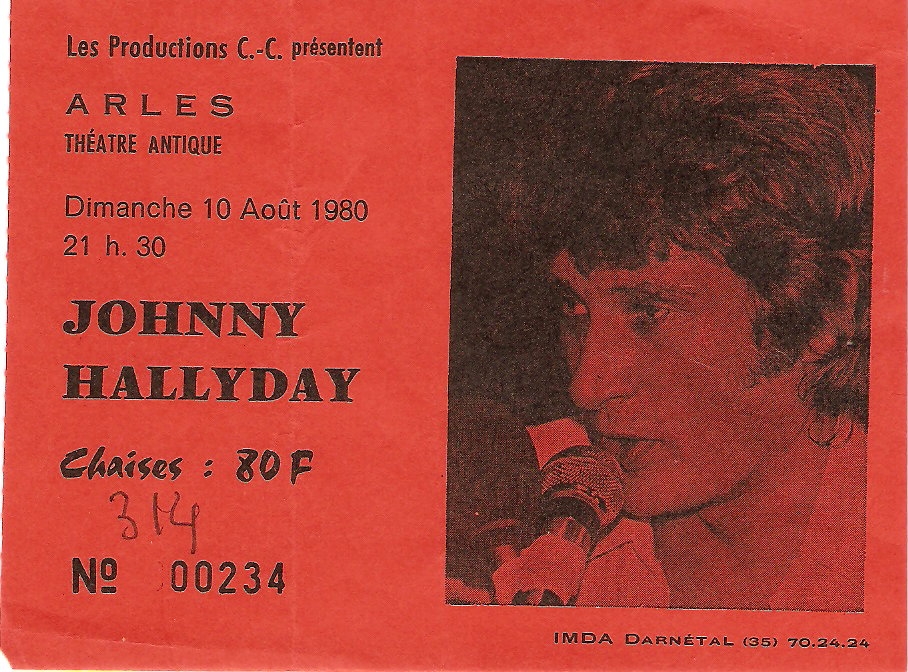 Les Productions C.-C. présentent
ARLES
THÉATRE ANTIQUE
Dimanche 10 Août 1980
21 h. 30
JOHNNY
HALLYDAY
Chaises : 80 F
314
Nº 00234
IMDA DARNÉTAL (35) 70.24.24